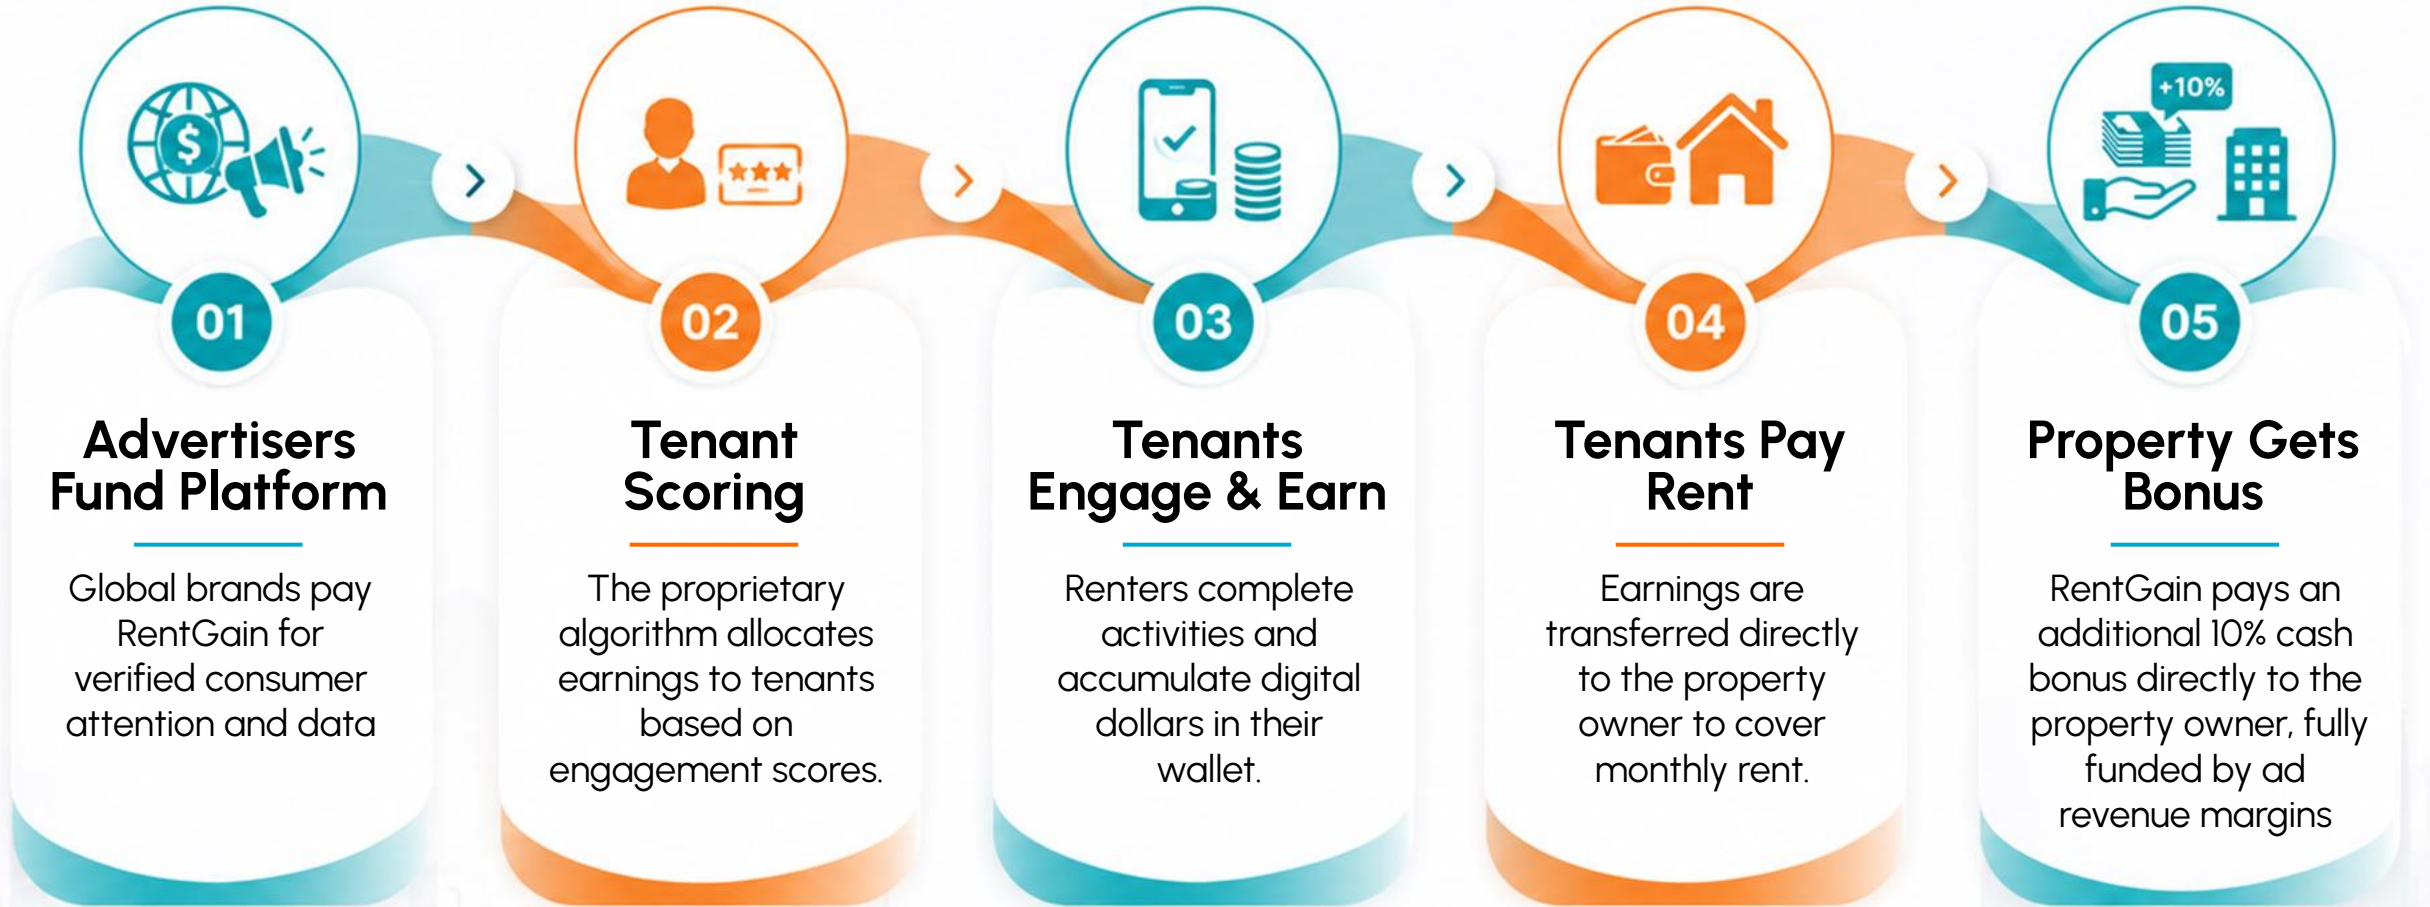 $
+10%
01
02
03
04
05
Advertisers
Fund Platform
Global brands pay
RentGain for
verified consumer
attention and data
Tenant
Scoring
The proprietary
algorithm allocates
earnings to tenants
based on
engagement scores.
Tenants
Engage & Earn
Renters complete
activities and
accumulate digital
dollars in their
wallet.
Tenants Pay
Rent
Earnings are
transferred directly
to the property
owner to cover
monthly rent.
Property Gets
Bonus
RentGain pays an
additional 10% cash
bonus directly to the
property owner, fully
funded by ad
revenue margins